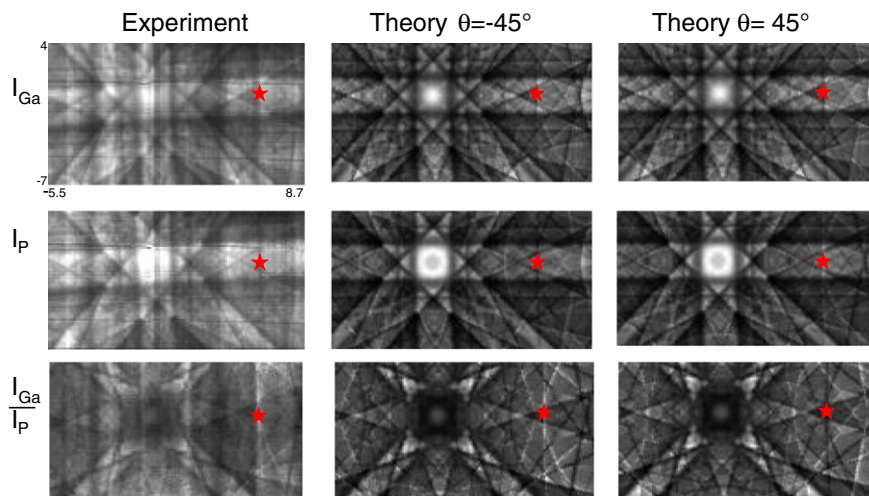 Experiment Theory θ=-45° Theory θ= 45°
4
I_Ga
-7
-5.5 8.7
I_P
I_Ga
I_P